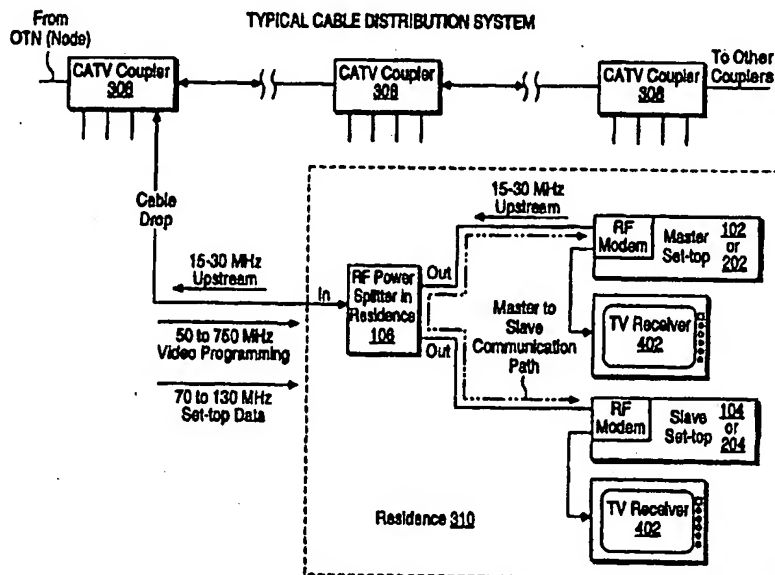 TYPICAL CABLE DISTRIBUTION SYSTEM
From
OTN (Node)
CATV Coupler
308
CATV Coupler
308
CATV Coupler
308
To Other
Couplers
Cable
Drop
15-30 MHz
Upstream
15-30 MHz
Upstream
In
50 to 750 MHz
Video Programming
70 to 130 MHz
Set-top Data
RF Power
Splitter in
Residence
106
Out
Out
Master to
Slave
Communication
Path
RF
Modem
Master
Set-top
102
or
202
TV Receiver
402
RF
Modem
Slave
Set-top
104
or
204
TV Receiver
402
Residence 310